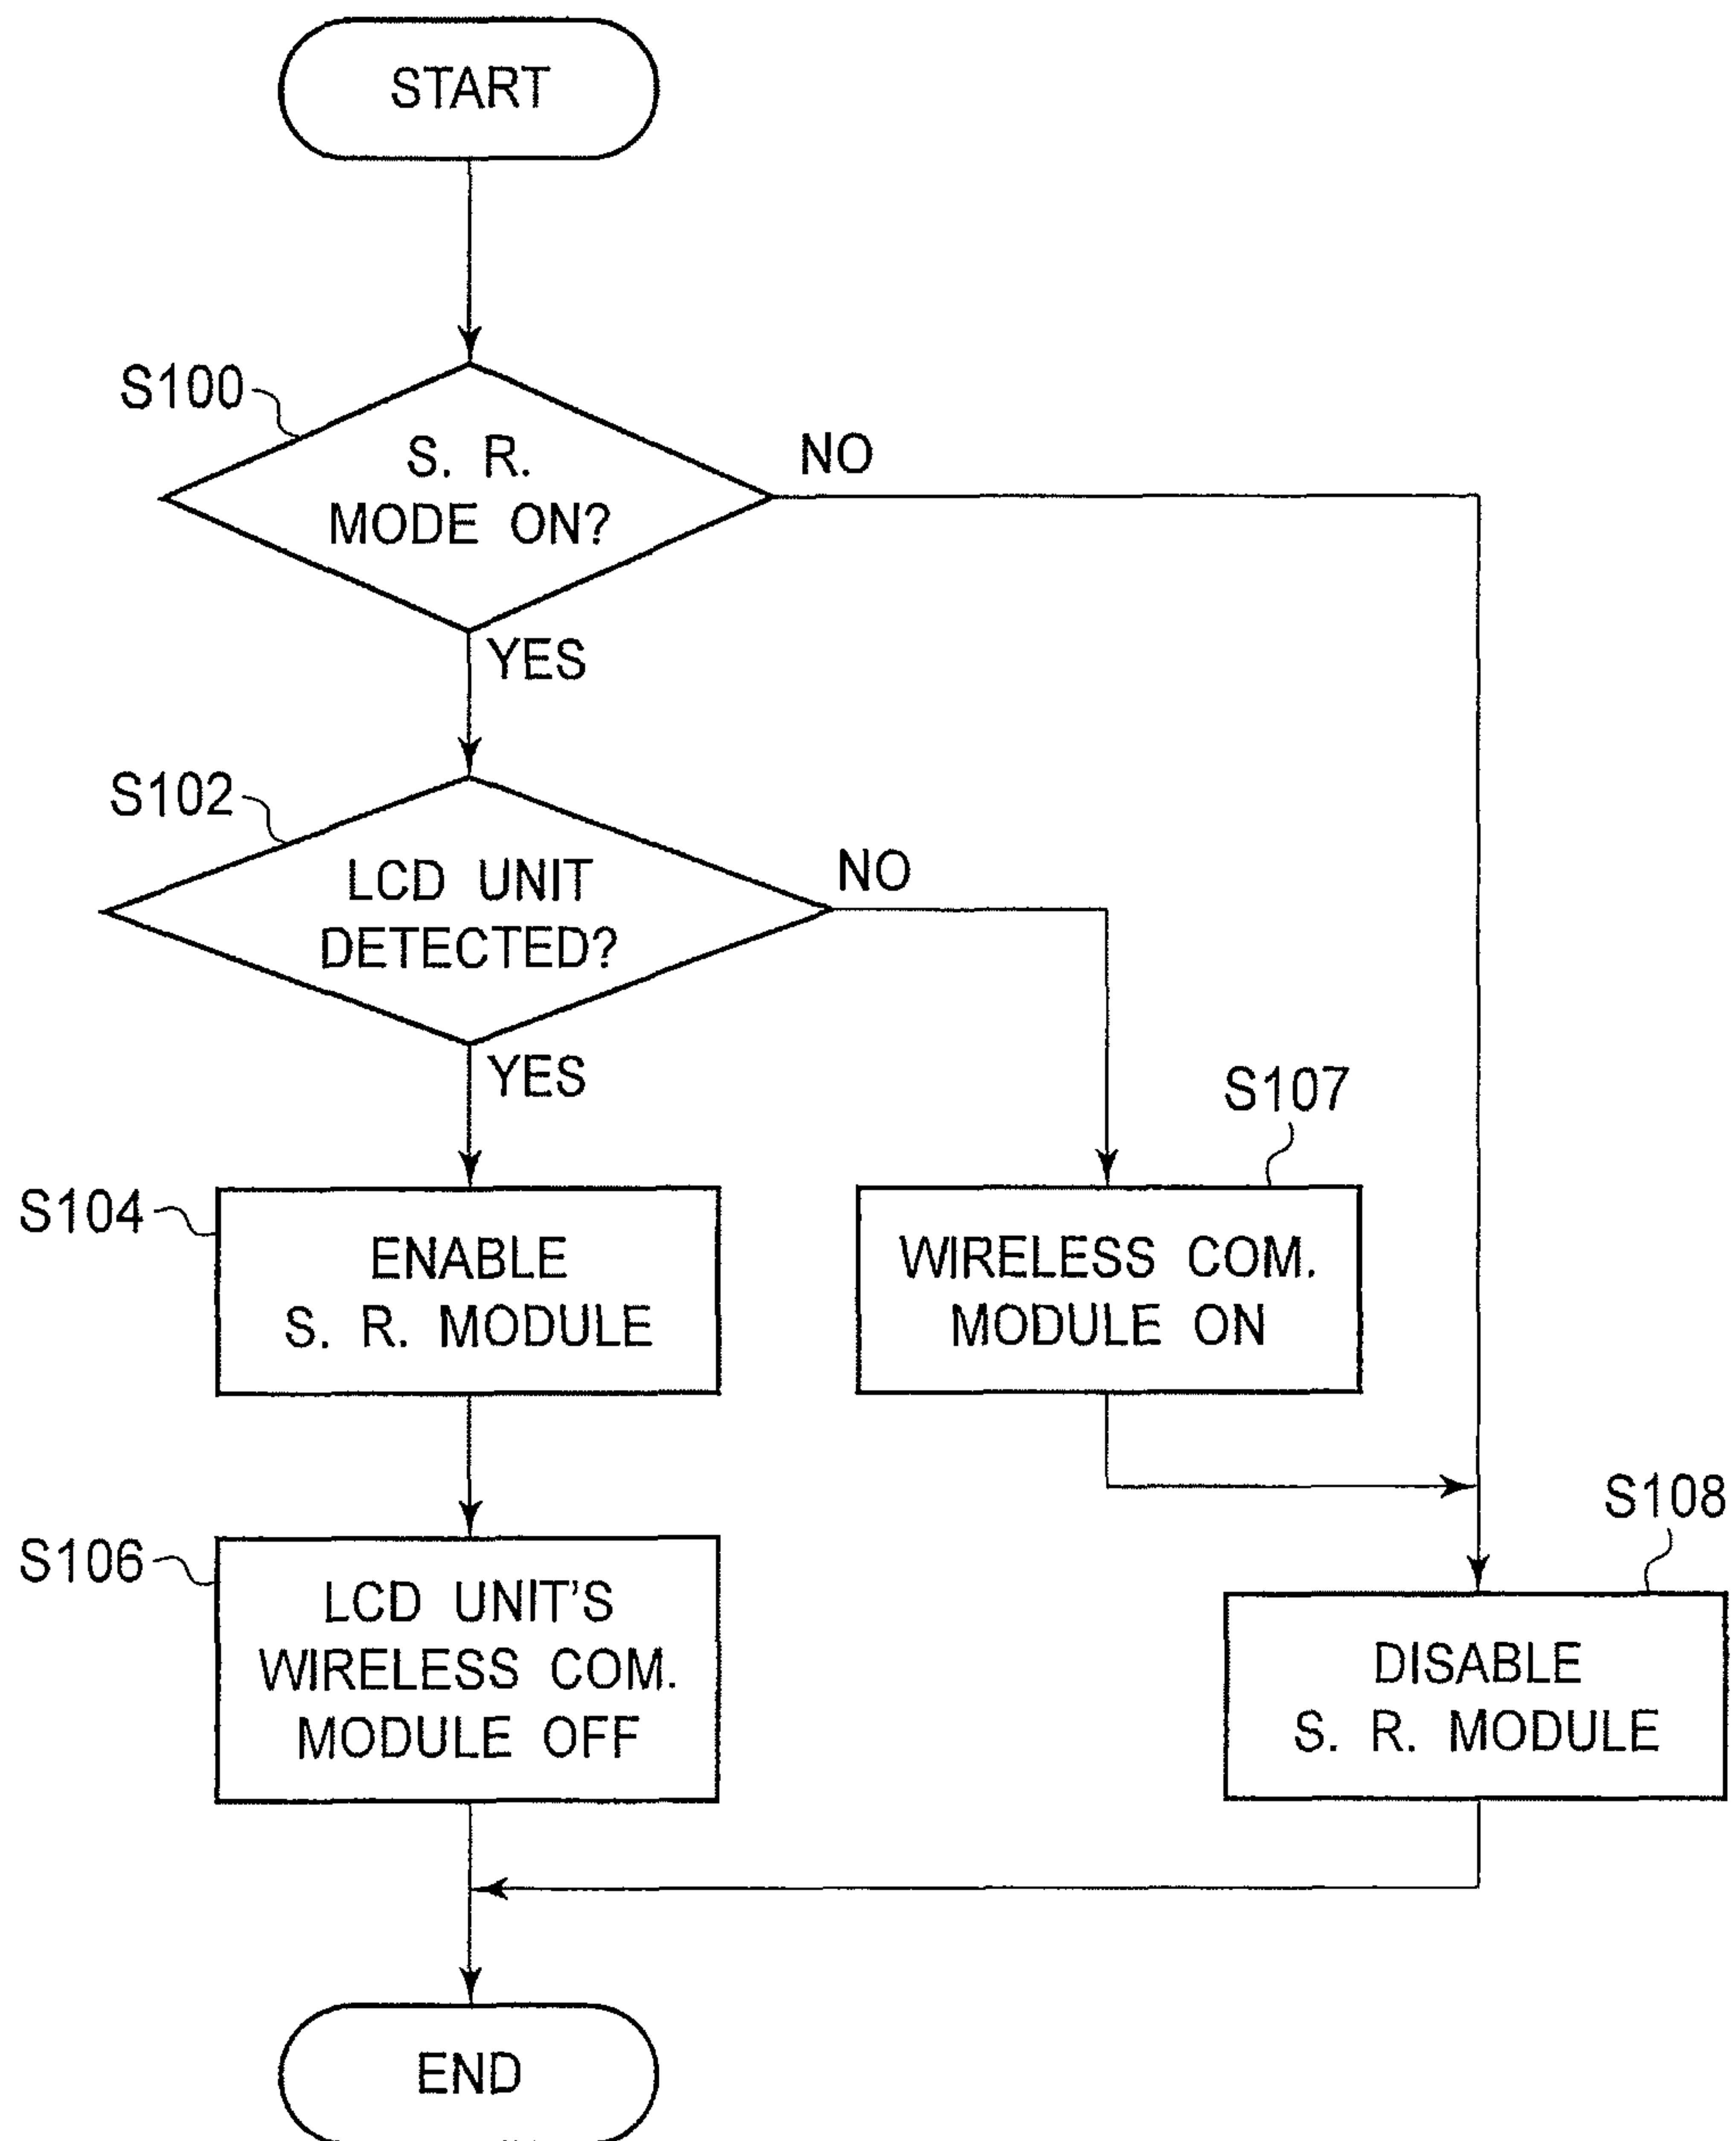 START
S100
S. R.
MODE ON?
NO
YES
S102
LCD UNIT
DETECTED?
NO
YES
S107
S104
ENABLE
S. R. MODULE
WIRELESS COM.
MODULE ON
S106
LCD UNIT'S
WIRELESS COM.
MODULE OFF
S108
DISABLE
S. R. MODULE
END